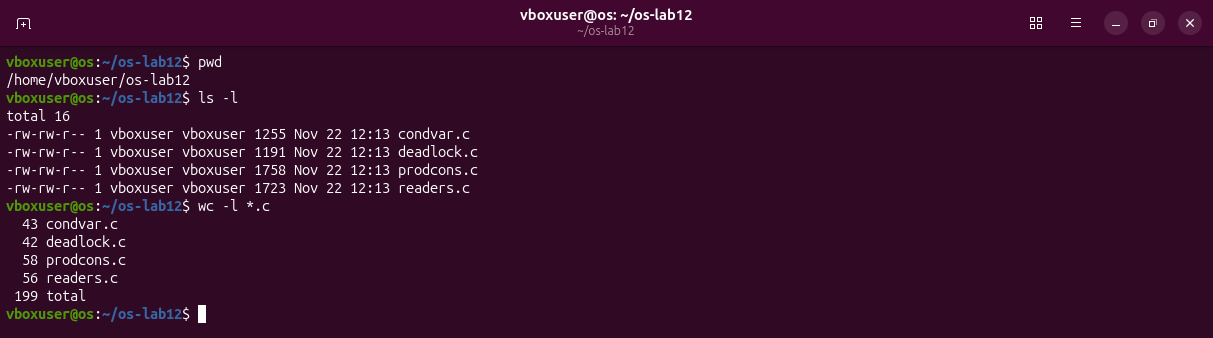 vboxuser@os: ~/os-lab12
~/os-lab12
vboxuser@os:~/os-lab12$ pwd
/home/vboxuser/os-lab12
vboxuser@os:~/os-lab12$ ls -l
total 16
-rw-rw-r-- 1 vboxuser vboxuser 1255 Nov 22 12:13 condvar.c
-rw-rw-r-- 1 vboxuser vboxuser 1191 Nov 22 12:13 deadlock.c
-rw-rw-r-- 1 vboxuser vboxuser 1758 Nov 22 12:13 prodcons.c
-rw-rw-r-- 1 vboxuser vboxuser 1723 Nov 22 12:13 readers.c
vboxuser@os:~/os-lab12$ wc -l *.c
  43 condvar.c
  42 deadlock.c
  58 prodcons.c
  56 readers.c
 199 total
vboxuser@os:~/os-lab12$